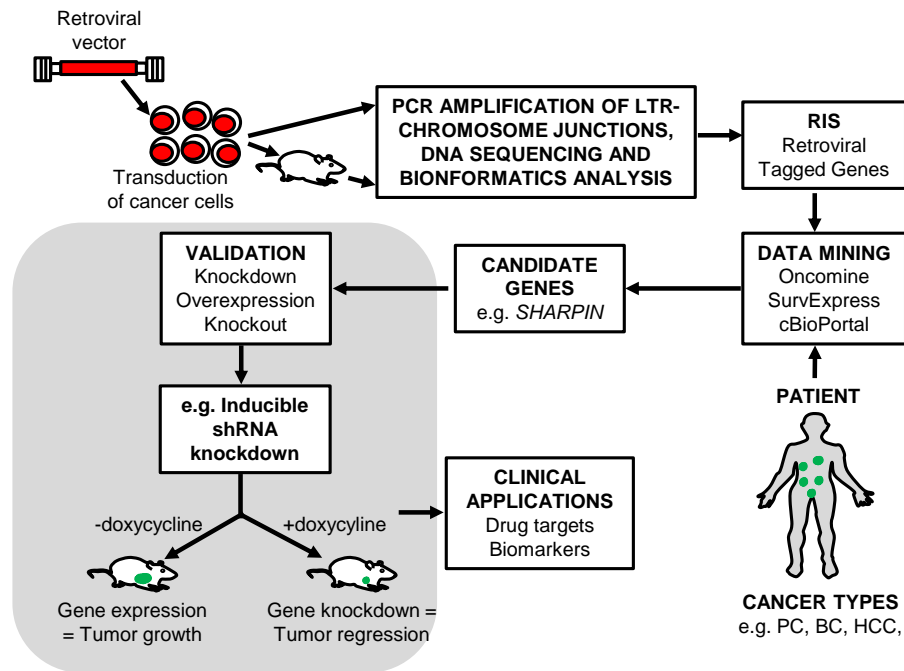 Retroviral
vector
Transduction
of cancer cells
PCR AMPLIFICATION OF LTR-
CHROMOSOME JUNCTIONS,
DNA SEQUENCING AND
BIONFORMATICS ANALYSIS
RIS
Retroviral
Tagged Genes
DATA MINING
Oncomine
SurvExpress
cBioPortal
PATIENT
CANCER TYPES
e.g. PC, BC, HCC,
CANDIDATE
GENES
e.g. SHARPIN
VALIDATION
Knockdown
Overexpression
Knockout
e.g. Inducible
shRNA
knockdown
-doxycycline
+doxycyline
Gene expression
= Tumor growth
Gene knockdown =
Tumor regression
CLINICAL
APPLICATIONS
Drug targets
Biomarkers